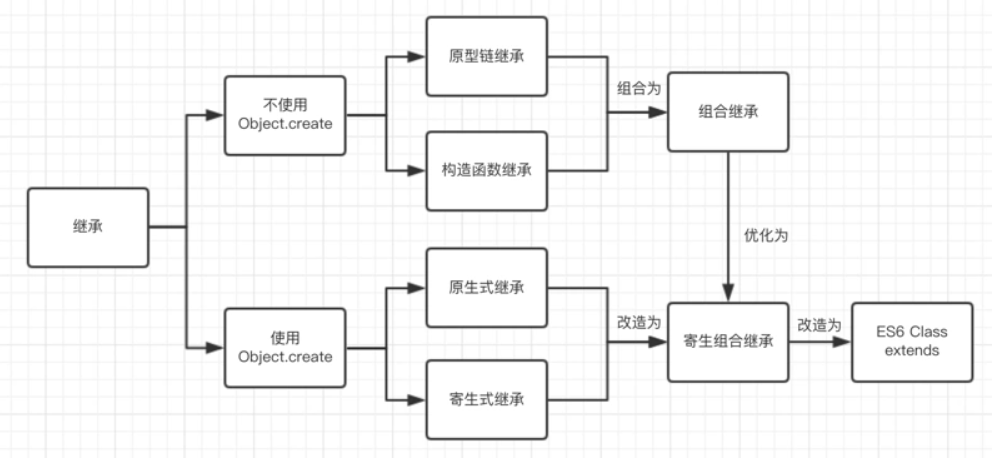 继承
不使用
Object.create
使用
Object.create
原型链继承
构造函数继承
原生式继承
寄生式继承
组合为
组合继承
优化为
改造为
寄生组合继承
改造为
ES6 Class
extends